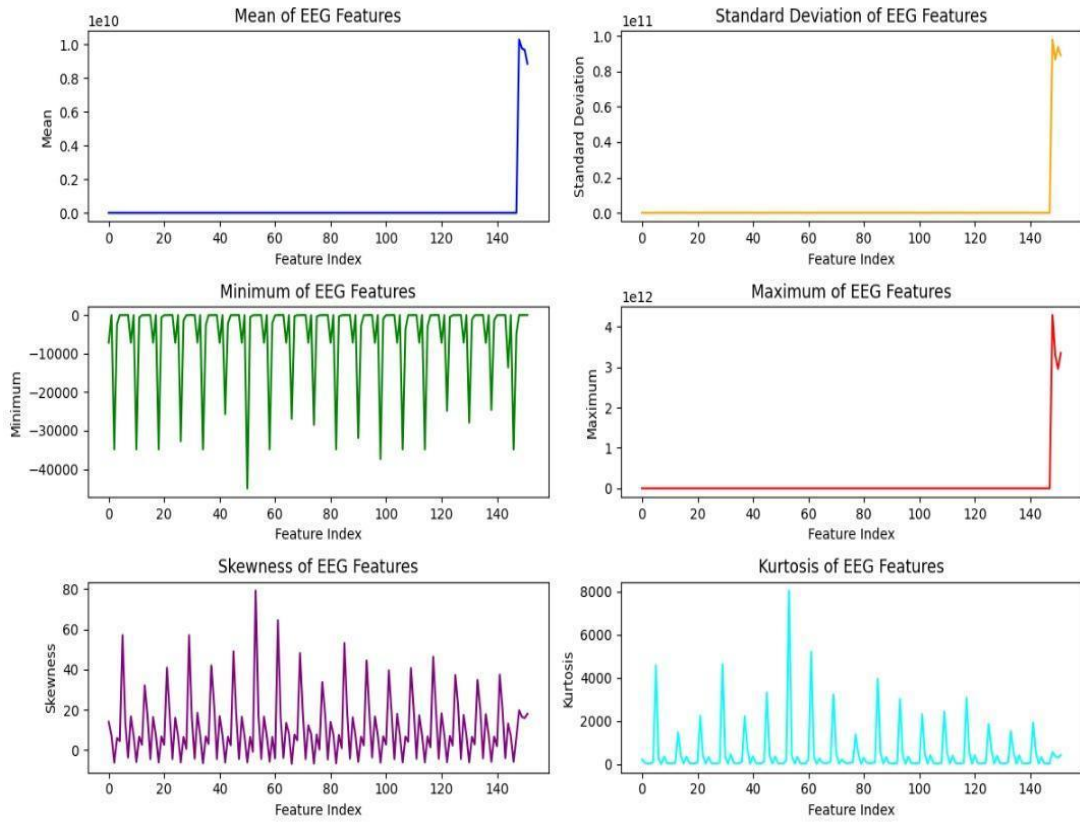 Mean of EEG Features
1e10
1.0
0.8
0.6
0.4
0.2
0.0
Mean
0 20 40 60 80 100 120 140
Feature Index
Standard Deviation of EEG Features
1e11
1.0
0.8
0.6
0.4
0.2
0.0
Standard Deviation
0 20 40 60 80 100 120 140
Feature Index
Minimum of EEG Features
0
−10000
−20000
−30000
−40000
Minimum
0 20 40 60 80 100 120 140
Feature Index
Maximum of EEG Features
1e12
4
3
2
1
0
Maximum
0 20 40 60 80 100 120 140
Feature Index
Skewness of EEG Features
80
60
40
20
0
Skewness
0 20 40 60 80 100 120 140
Feature Index
Kurtosis of EEG Features
8000
6000
4000
2000
0
Kurtosis
0 20 40 60 80 100 120 140
Feature Index